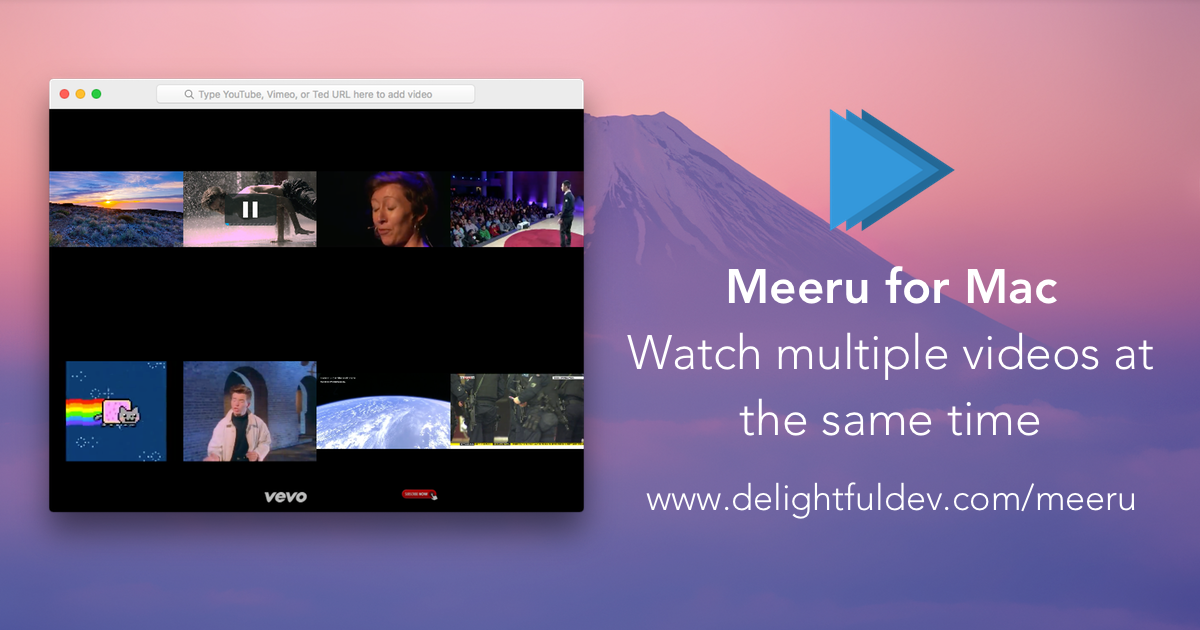 Type YouTube, Vimeo, or Ted URL here to add video
Meeru for Mac
Watch multiple videos at
the same time
www.delightfuldev.com/meeru
vevo